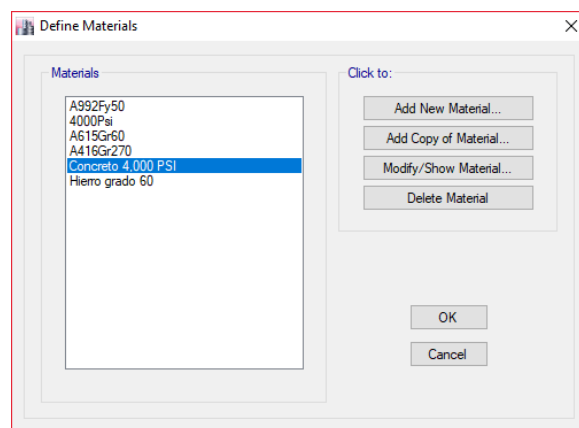 Define Materials
Materials
A992Fy50
4000Psi
A615Gr60
A416Gr270
Concreto 4,000 PSI
Hierro grado 60
Click to:
Add New Material...
Add Copy of Material...
Modify/Show Material...
Delete Material
OK
Cancel